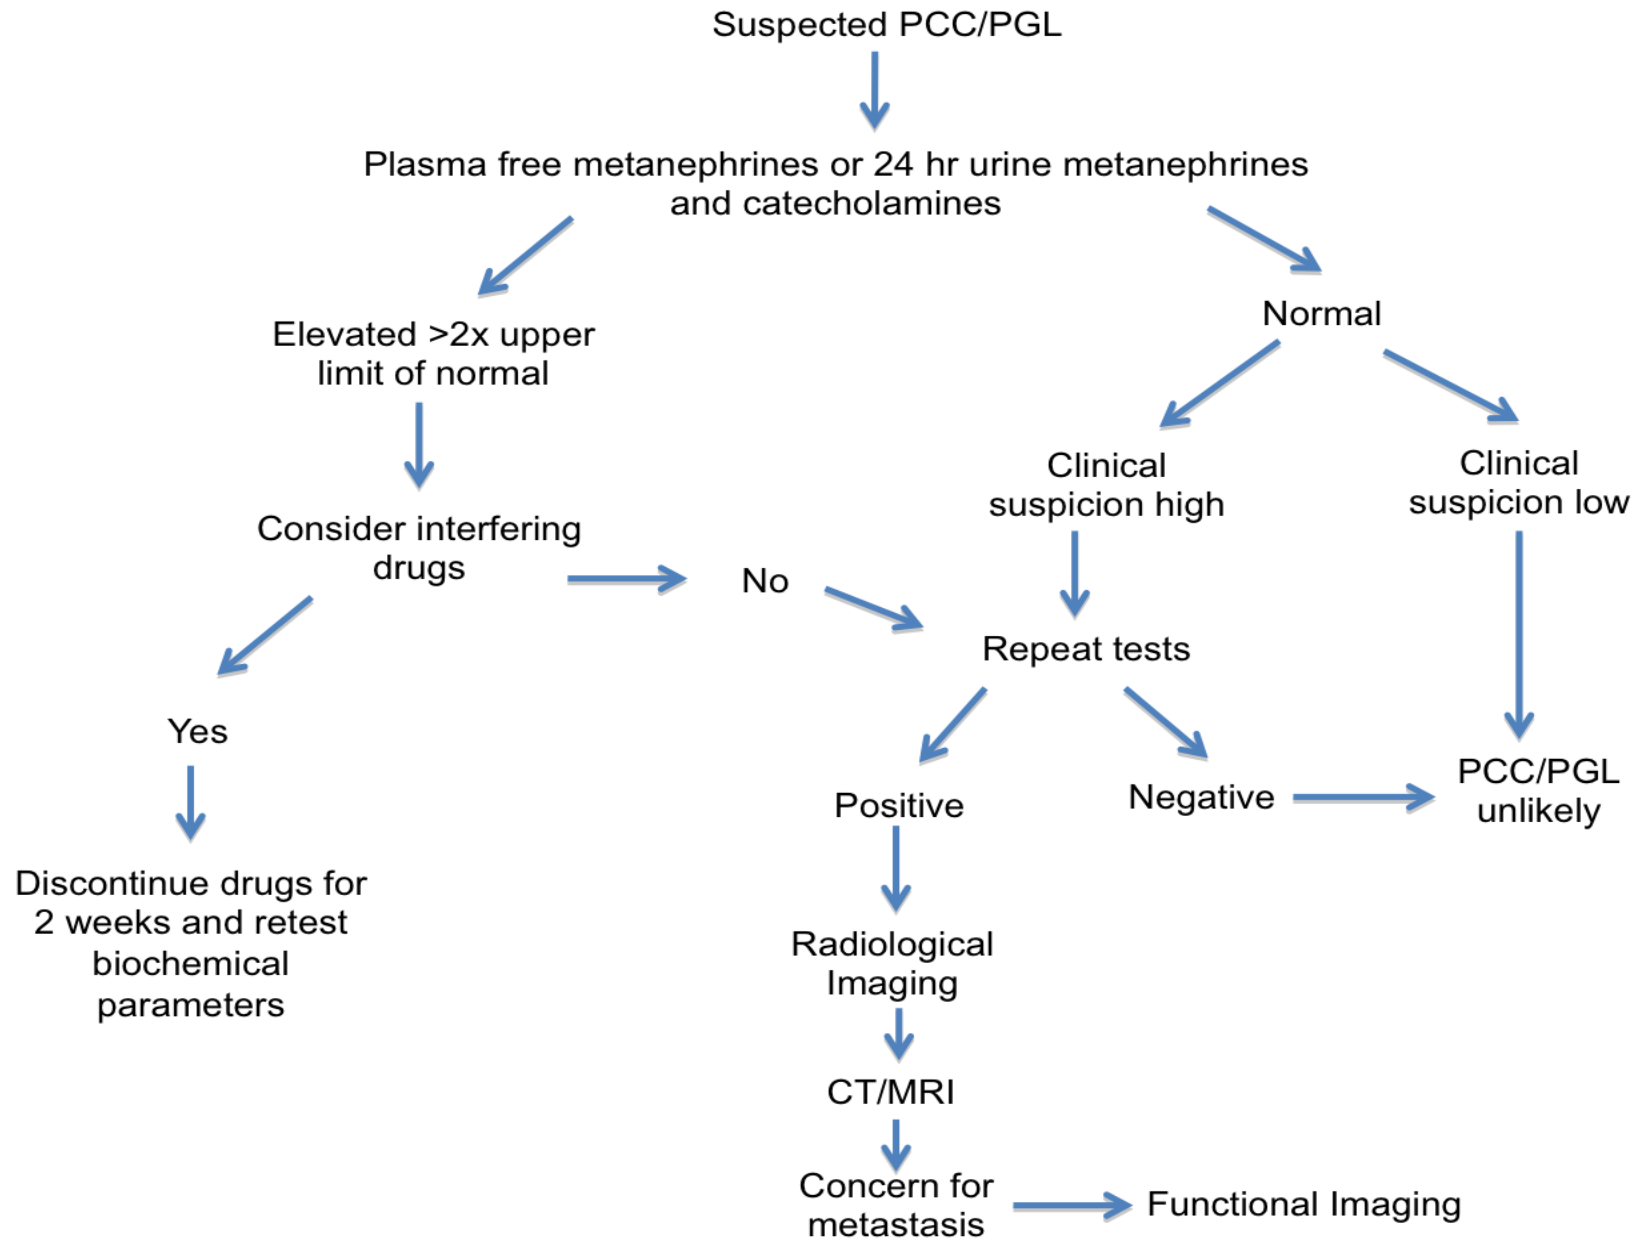 Suspected PCC/PGL
Plasma free metanephrines or 24 hr urine metanephrines
and catecholamines
Elevated >2x upper
limit of normal
Normal
Clinical
suspicion high
Clinical
suspicion low
Consider interfering
drugs
No
Repeat tests
Yes
Positive
Negative
PCC/PGL
unlikely
Discontinue drugs for
2 weeks and retest
biochemical
parameters
Radiological
Imaging
CT/MRI
Concern for
metastasis
Functional Imaging